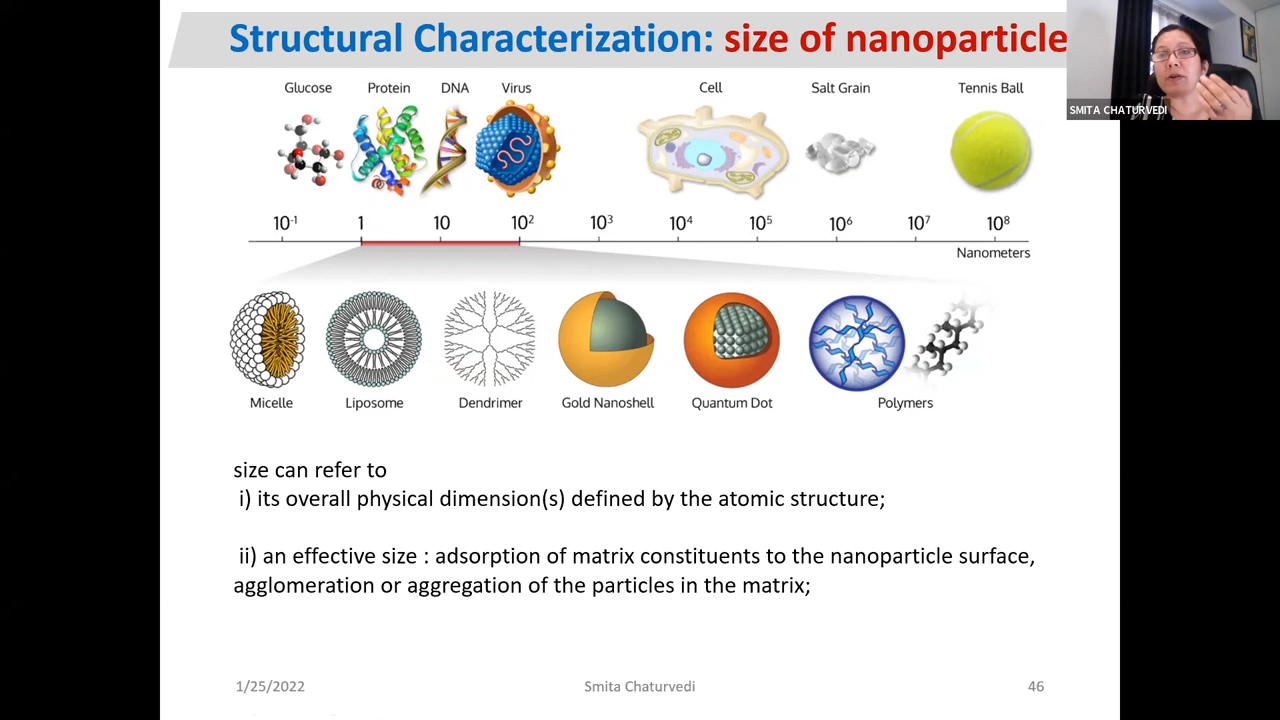 Structural Characterization: size of nanoparticle
SMITA CHATURVEDI
Glucose Protein DNA Virus Cell Salt Grain Tennis Ball
10⁻¹ 1 10 10² 10³ 10⁴ 10⁵ 10⁶ 10⁷ 10⁸
Nanometers
Micelle Liposome Dendrimer Gold Nanoshell Quantum Dot Polymers
size can refer to
i) its overall physical dimension(s) defined by the atomic structure;
ii) an effective size : adsorption of matrix constituents to the nanoparticle surface,
agglomeration or aggregation of the particles in the matrix;
1/25/2022 Smita Chaturvedi 46